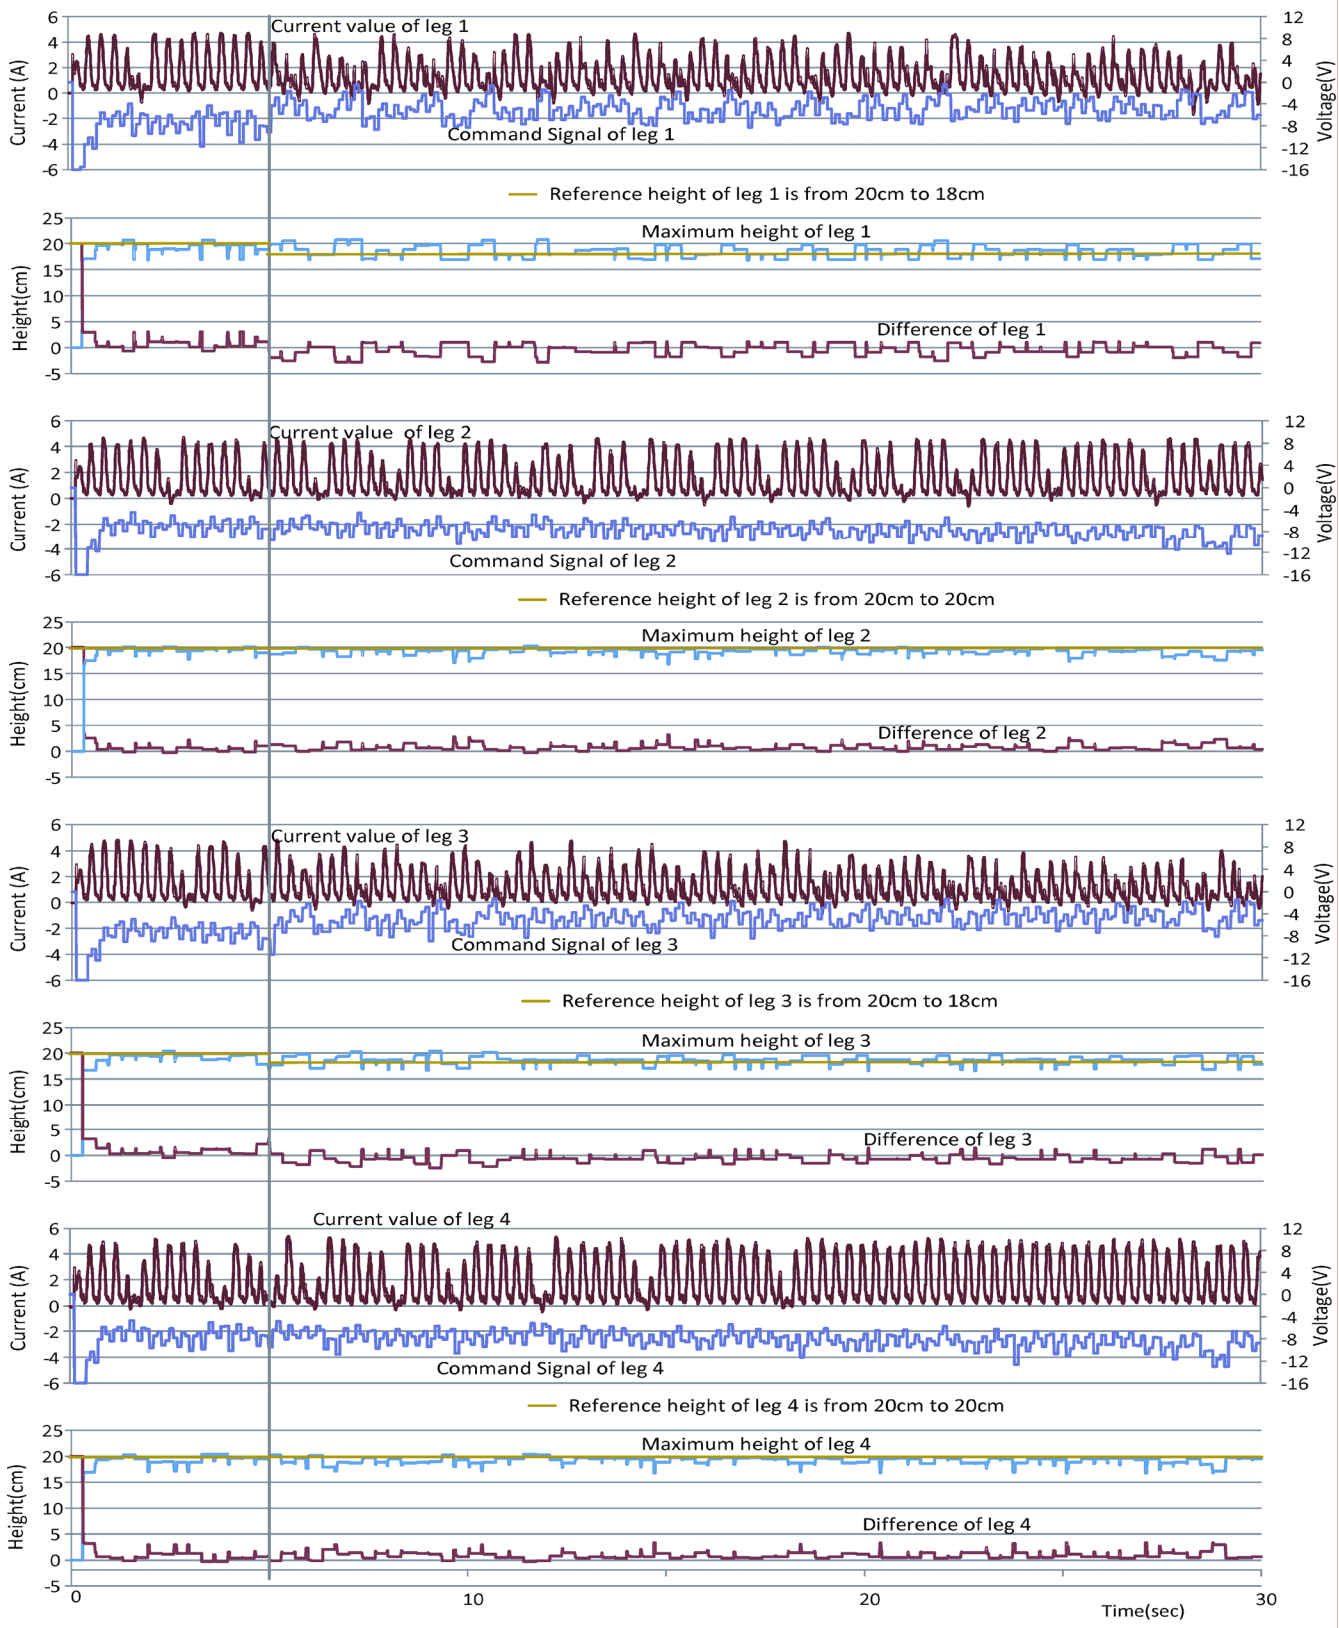 6
4
2
0
-2
-4
-6
Current (A)
Current value of leg 1
Command Signal of leg 1
12
8
4
0
-4
-8
-12
-16
Voltage(V)
Reference height of leg 1 is from 20cm to 18cm
25
20
15
10
5
0
-5
Height(cm)
Maximum height of leg 1
Difference of leg 1
6
4
2
0
-2
-4
-6
Current (A)
Current value of leg 2
Command Signal of leg 2
12
8
4
0
-4
-8
-12
-16
Voltage(V)
Reference height of leg 2 is from 20cm to 20cm
25
20
15
10
5
0
-5
Height(cm)
Maximum height of leg 2
Difference of leg 2
6
4
2
0
-2
-4
-6
Current (A)
Current value of leg 3
Command Signal of leg 3
12
8
4
0
-4
-8
-12
-16
Voltage(V)
Reference height of leg 3 is from 20cm to 18cm
25
20
15
10
5
0
-5
Height(cm)
Maximum height of leg 3
Difference of leg 3
6
4
2
0
-2
-4
-6
Current (A)
Current value of leg 4
Command Signal of leg 4
12
8
4
0
-4
-8
-12
-16
Voltage(V)
Reference height of leg 4 is from 20cm to 20cm
25
20
15
10
5
0
-5
Height(cm)
Maximum height of leg 4
Difference of leg 4
0
10
20
30
Time(sec)